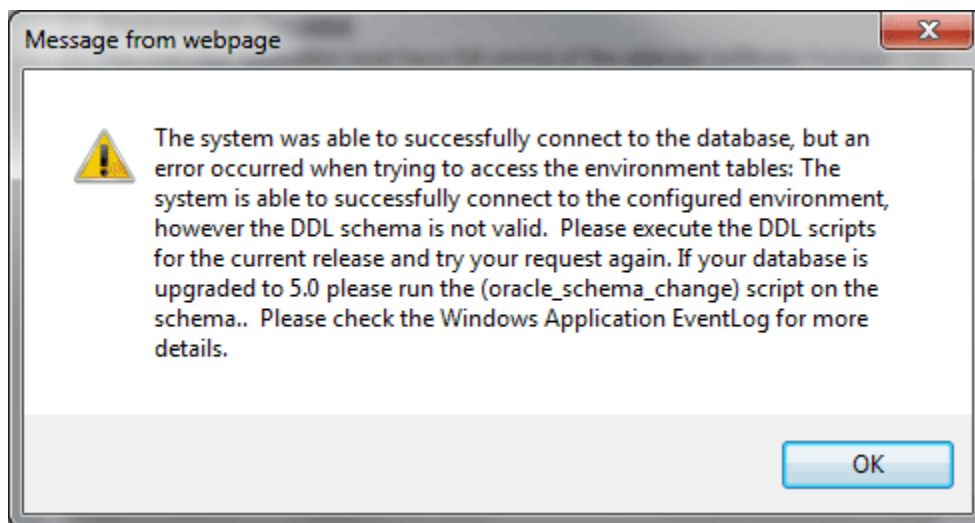 Message from webpage
The system was able to successfully connect to the database, but an
error occurred when trying to access the environment tables: The
system is able to successfully connect to the configured environment,
however the DDL schema is not valid.  Please execute the DDL scripts
for the current release and try your request again. If your database is
upgraded to 5.0 please run the (oracle_schema_change) script on the
schema..  Please check the Windows Application EventLog for more
details.
OK